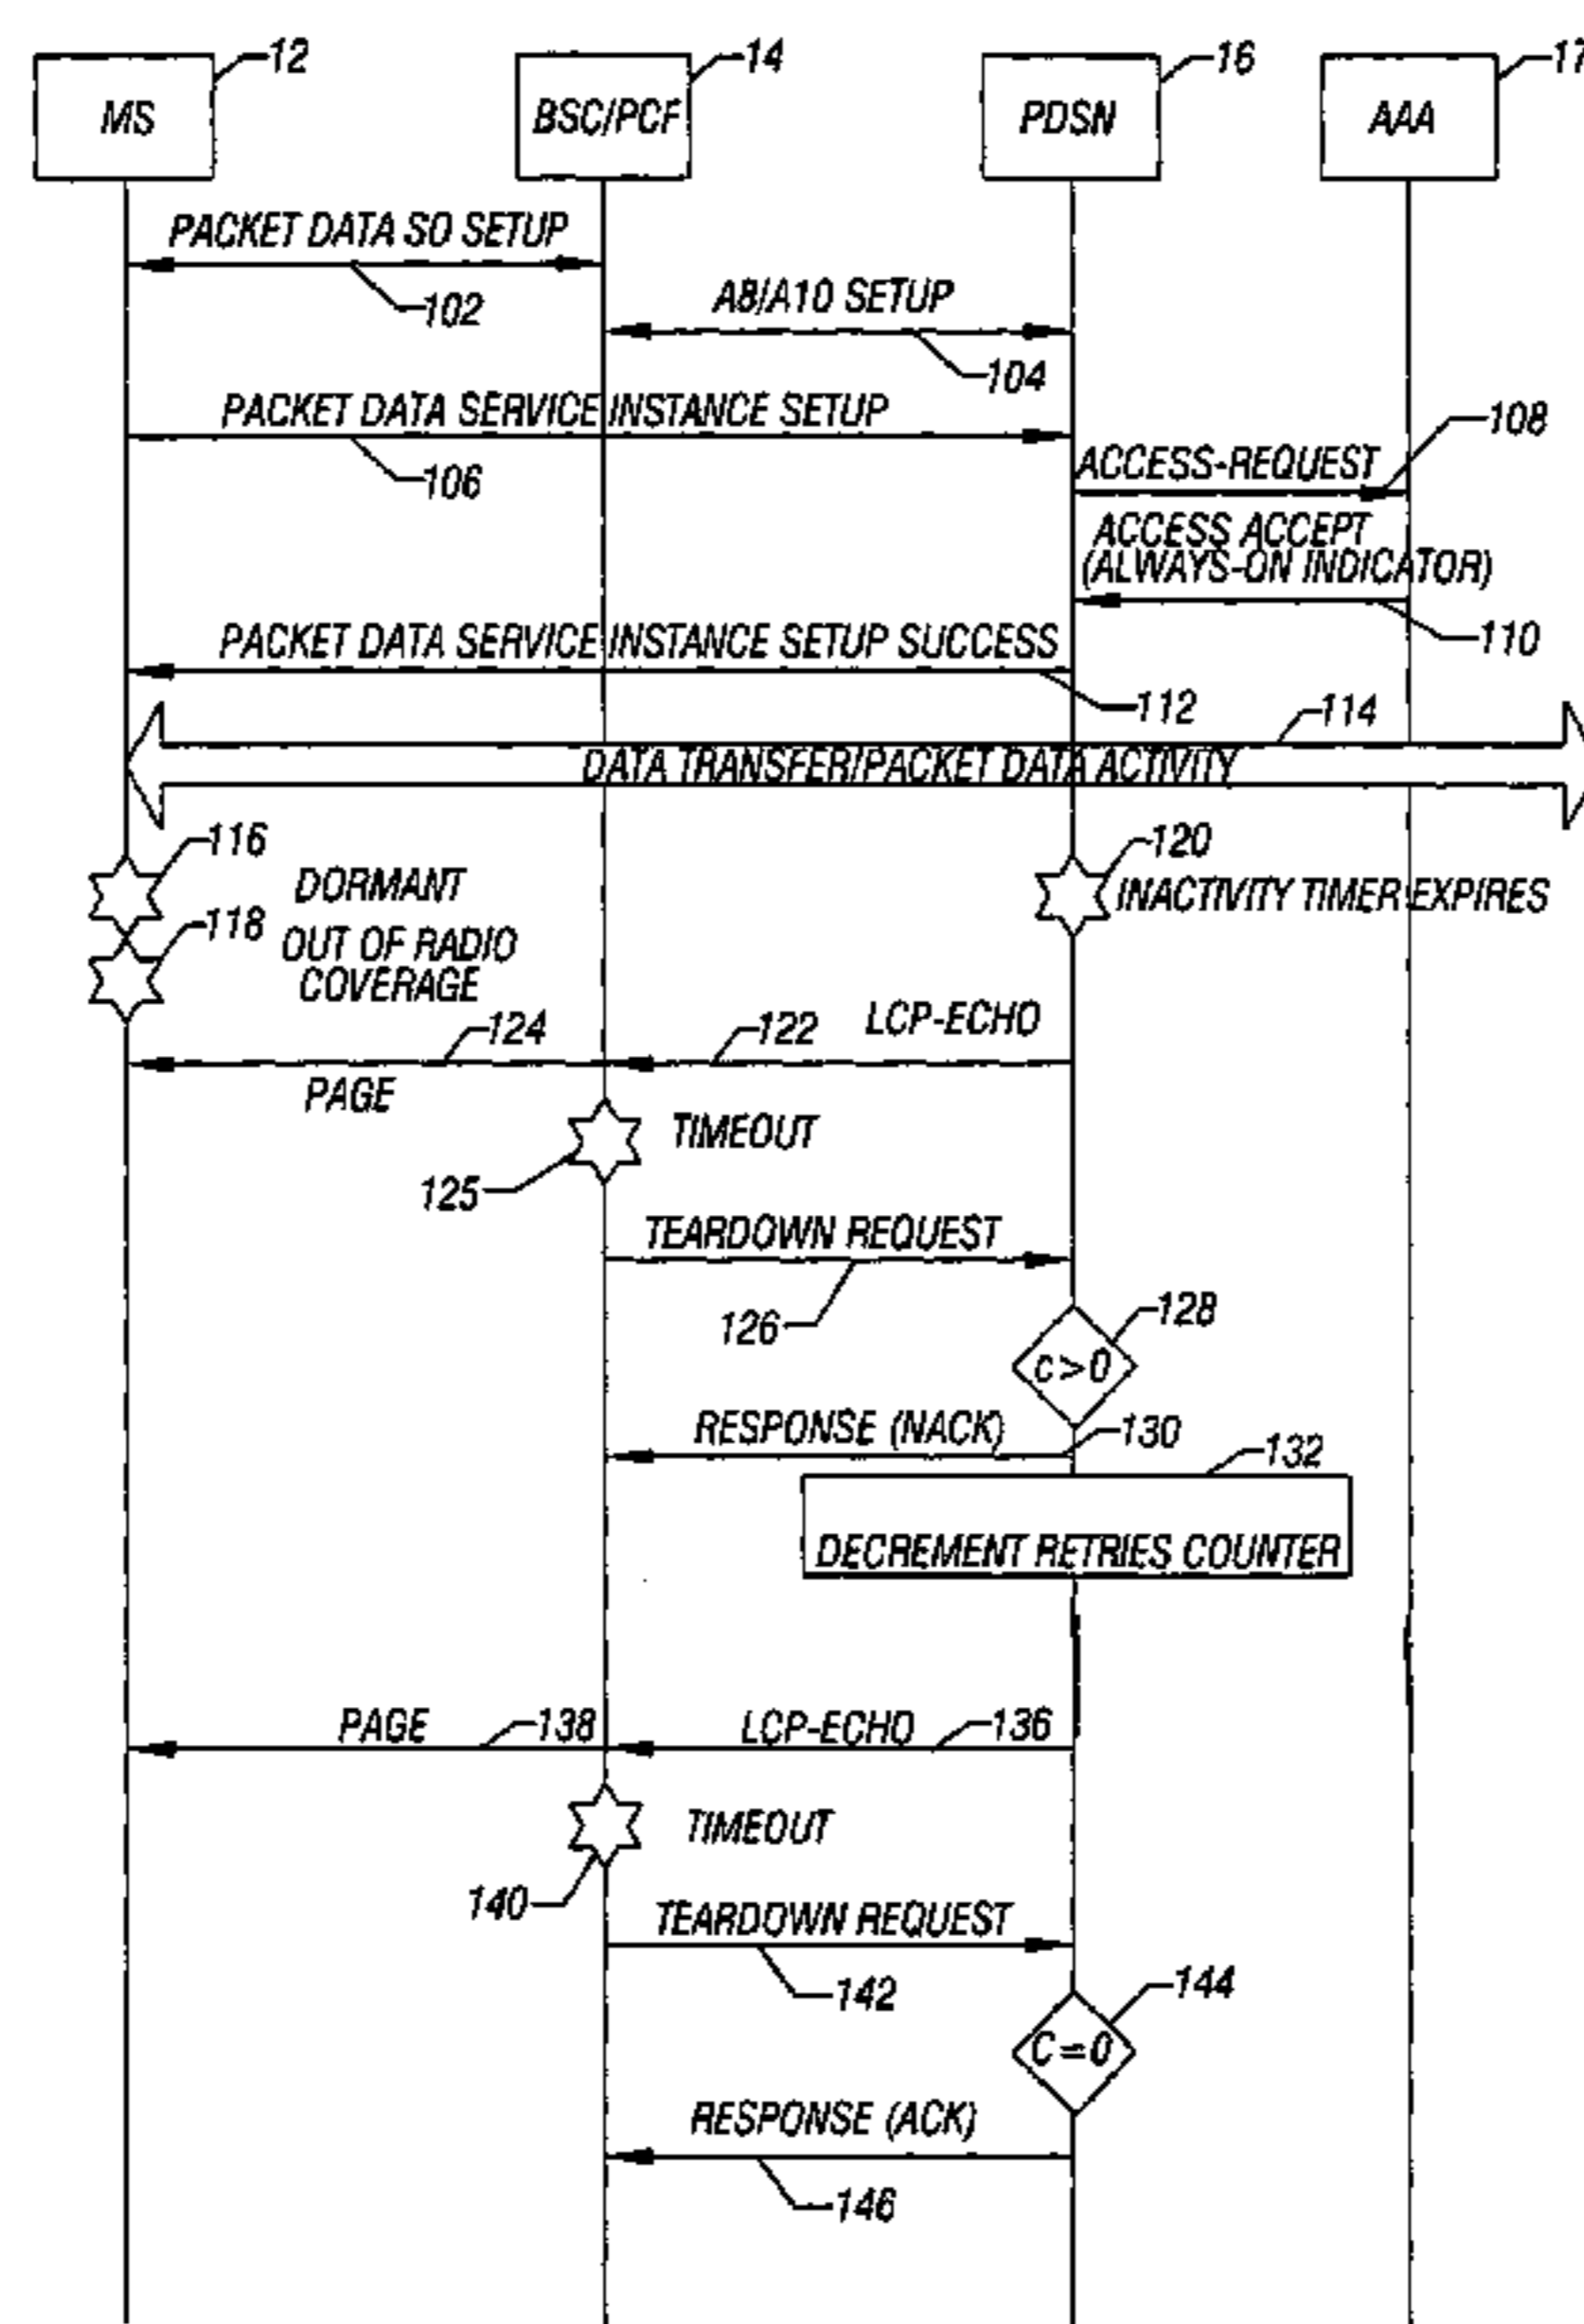 12
14
16
17
MS
BSC/PCF
PDSN
AAA
PACKET DATA SO SETUP
102
A8/A10 SETUP
104
PACKET DATA SERVICE INSTANCE SETUP
106
108
ACCESS-REQUEST
ACCESS ACCEPT
(ALWAYS-ON INDICATOR)
110
PACKET DATA SERVICE INSTANCE SETUP SUCCESS
112
114
DATA TRANSFER/PACKET DATA ACTIVITY
116
DORMANT
120
INACTIVITY TIMER EXPIRES
118
OUT OF RADIO
COVERAGE
124
122
LCP-ECHO
PAGE
TIMEOUT
125
TEARDOWN REQUEST
126
128
c>0
RESPONSE (NACK)
130
132
DECREMENT RETRIES COUNTER
PAGE
138
LCP-ECHO
136
TIMEOUT
140
TEARDOWN REQUEST
142
144
C=0
RESPONSE (ACK)
146